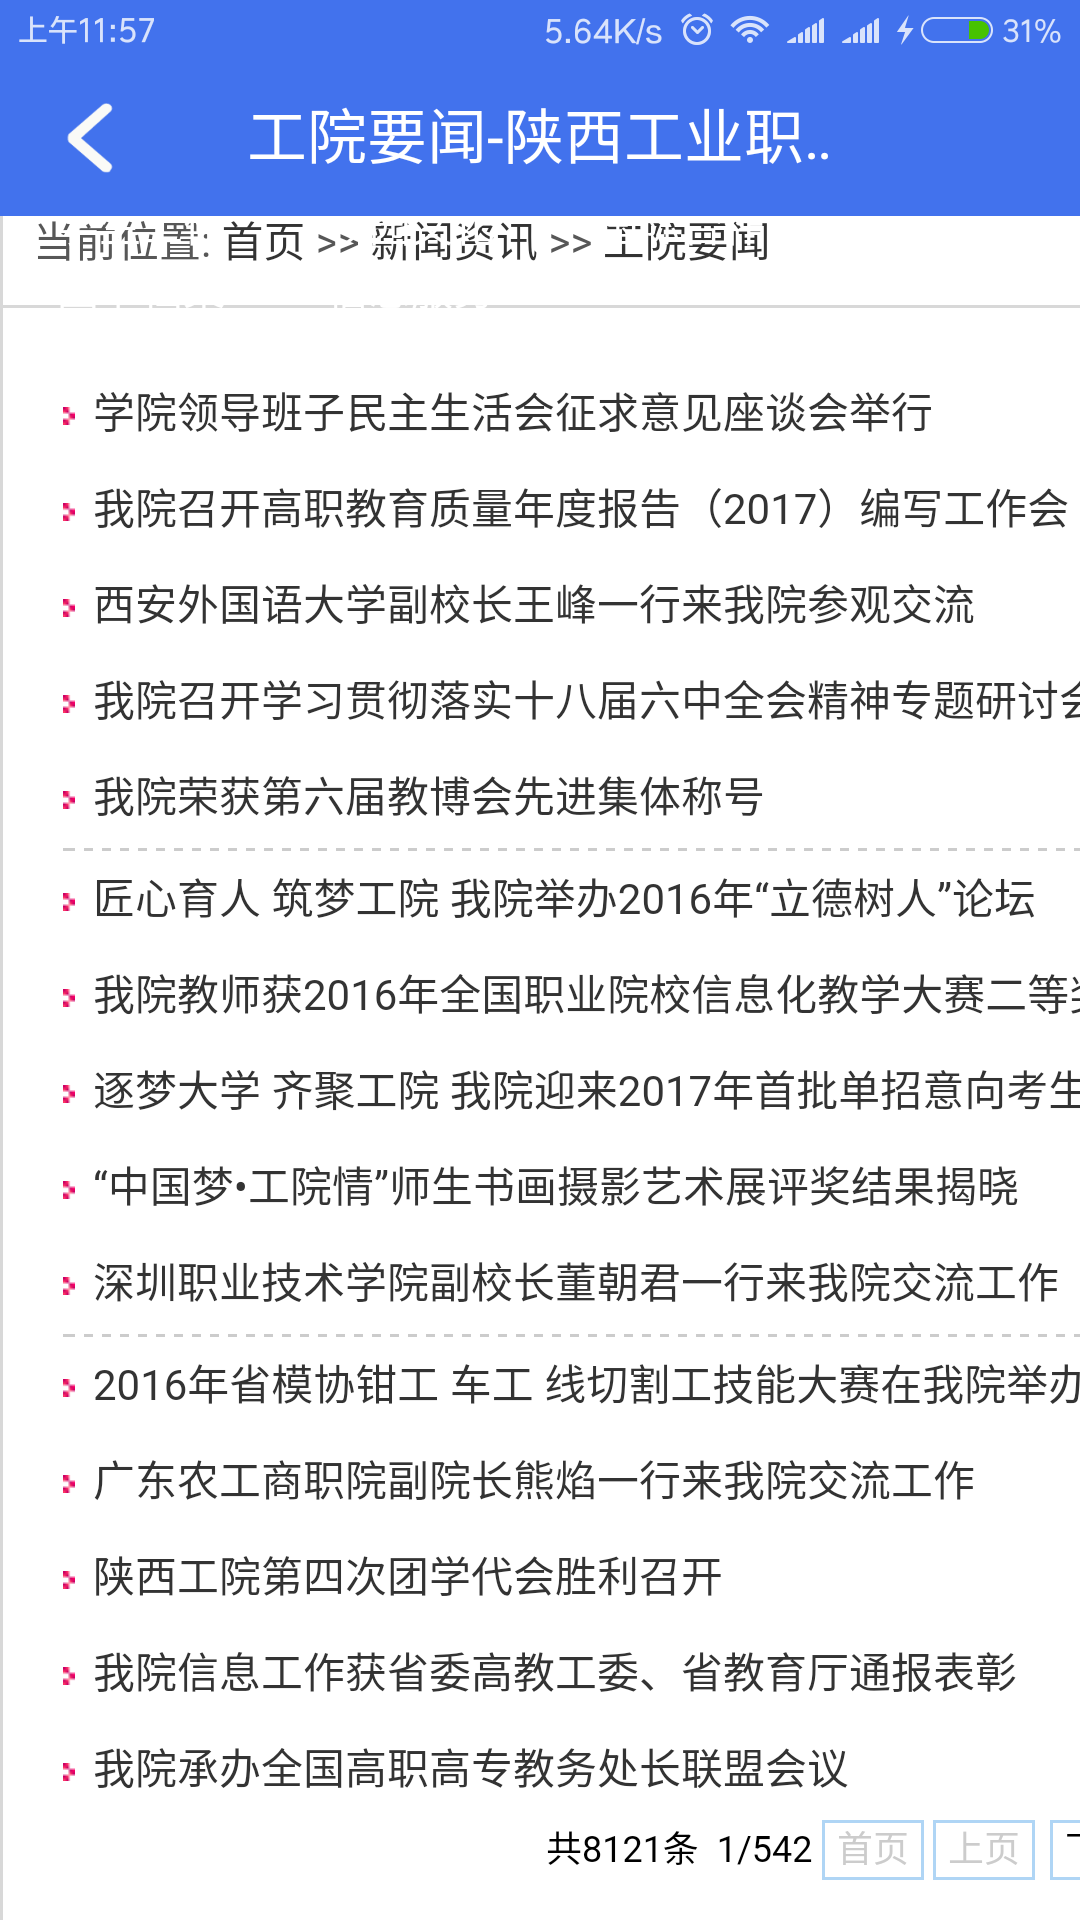 上午11:57
5.64K/s
31%
工院要闻-陕西工业职..
当前位置: 首页 >> 新闻资讯 >> 工院要闻
学院领导班子民主生活会征求意见座谈会举行
我院召开高职教育质量年度报告（2017）编写工作会
西安外国语大学副校长王峰一行来我院参观交流
我院召开学习贯彻落实十八届六中全会精神专题研讨会
我院荣获第六届教博会先进集体称号
匠心育人 筑梦工院 我院举办2016年“立德树人”论坛
我院教师获2016年全国职业院校信息化教学大赛二等奖
逐梦大学 齐聚工院 我院迎来2017年首批单招意向考生
“中国梦•工院情”师生书画摄影艺术展评奖结果揭晓
深圳职业技术学院副校长董朝君一行来我院交流工作
2016年省模协钳工 车工 线切割工技能大赛在我院举办
广东农工商职院副院长熊焰一行来我院交流工作
陕西工院第四次团学代会胜利召开
我院信息工作获省委高教工委、省教育厅通报表彰
我院承办全国高职高专教务处长联盟会议
共8121条 1/542 首页 上页